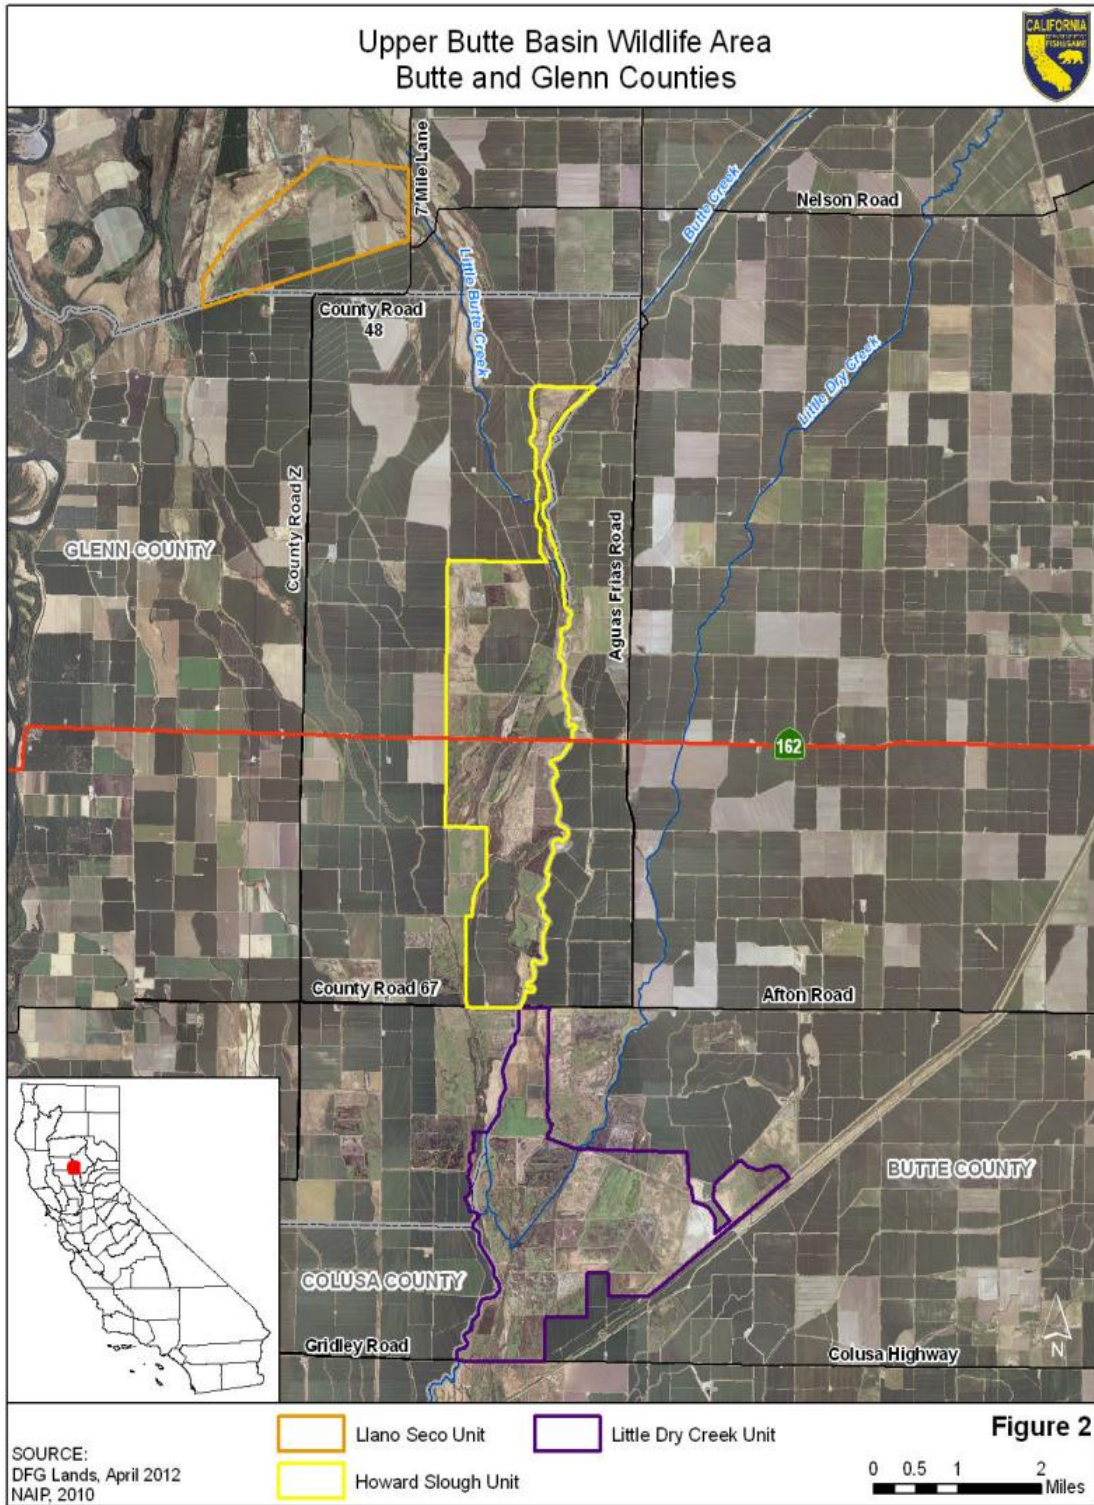 Upper Butte Basin Wildlife Area
Butte and Glenn Counties
CALIFORNIA
FISH & GAME
7 Mile Lane
Butte Creek
Nelson Road
Little Butte Creek
County Road
48
Little Dry Creek
County Road Z
GLENN COUNTY
Aguas Frias Road
162
County Road 67
Afton Road
BUTTE COUNTY
COLUSA COUNTY
Gridley Road
Colusa Highway
N
Figure 2
Llano Seco Unit
Little Dry Creek Unit
Howard Slough Unit
SOURCE:
DFG Lands, April 2012
NAIP, 2010
0 0.5 1 2
Miles